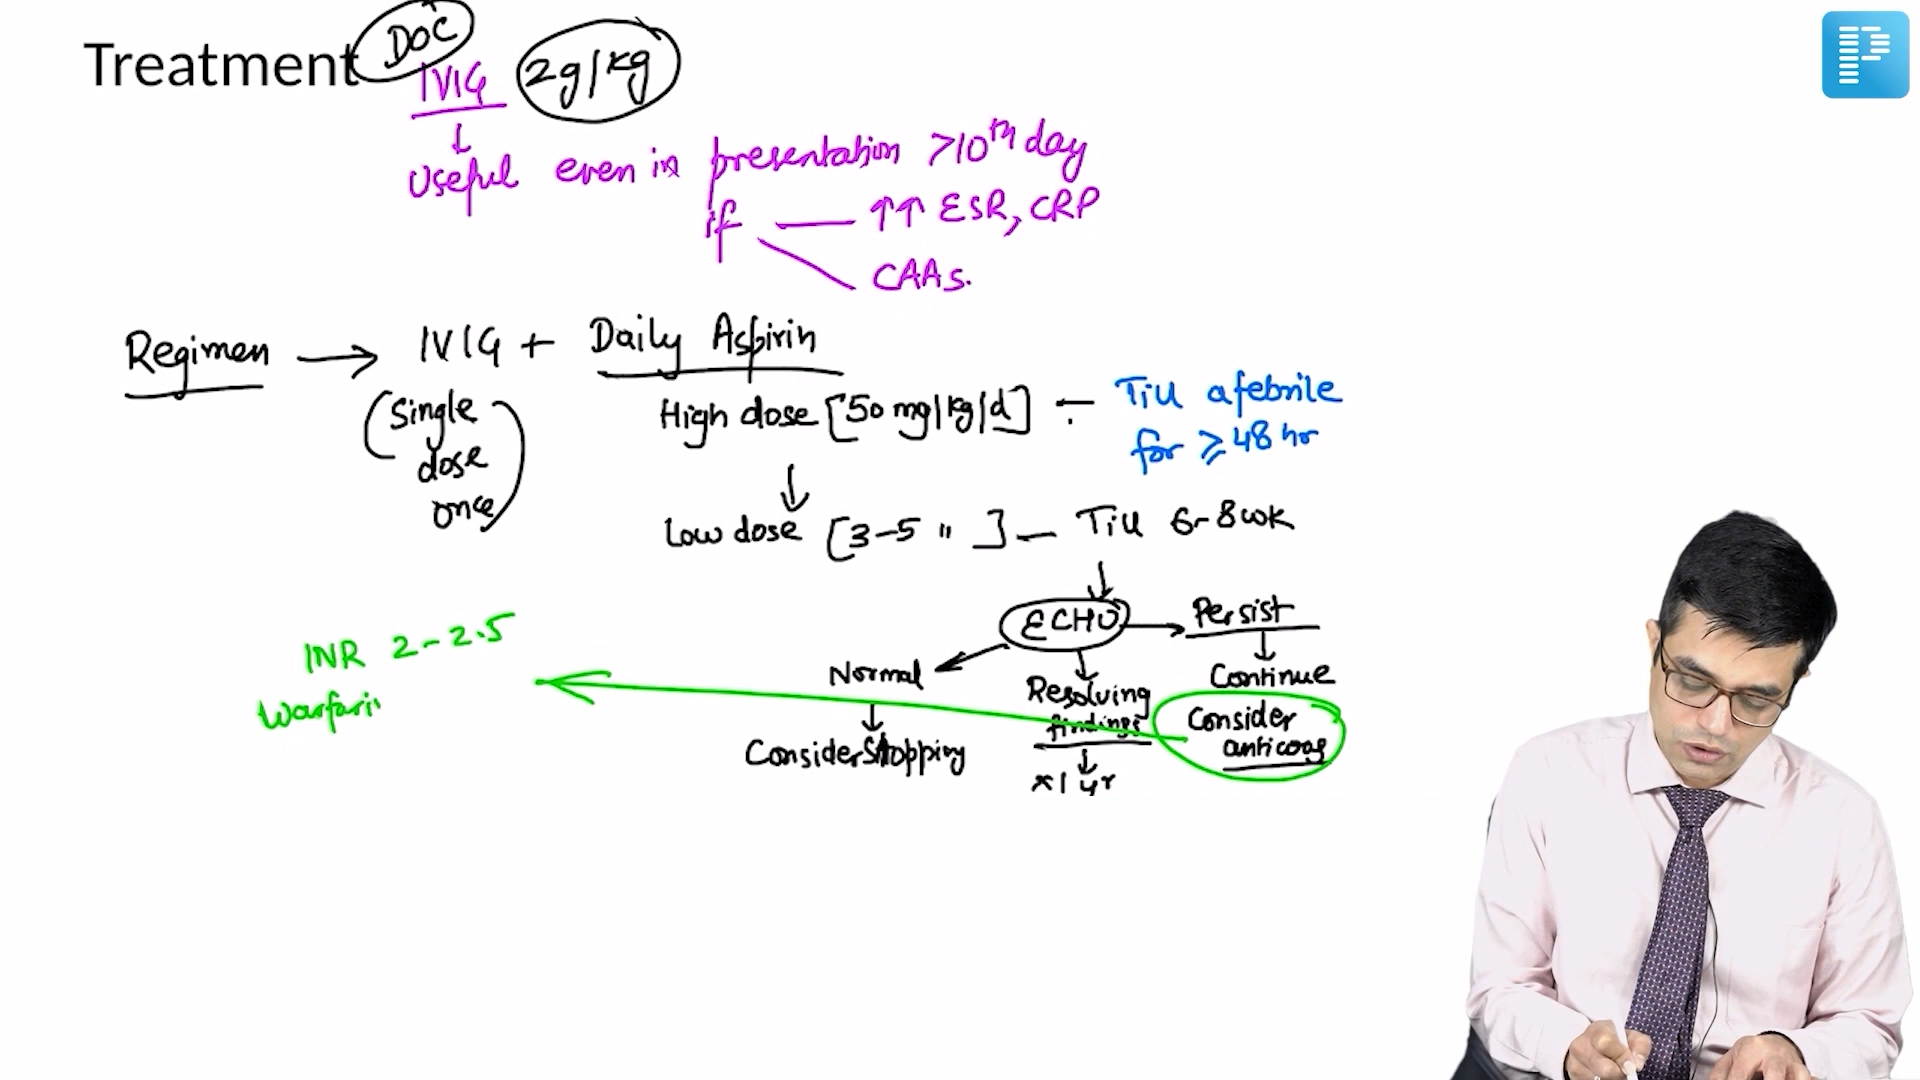 Treatment
DOC
IVIG 2g/kg
↓
Useful even in presentation >10th day
if — ↑↑ ESR, CRP
CAAs.
Regimen → IVIG + Daily Aspirin
(Single dose once)
High dose [50 mg/kg/d] — Till afebrile
for ≥48 hr
↓
Low dose [3-5 " ] — Till 6-8 wk
↓
ECHO → Persist
↓
Continue
Consider
anticoag
Normal
↓
Consider Stopping
Resolving
findings
↓
x 1 yr
INR 2-2.5
Warfari